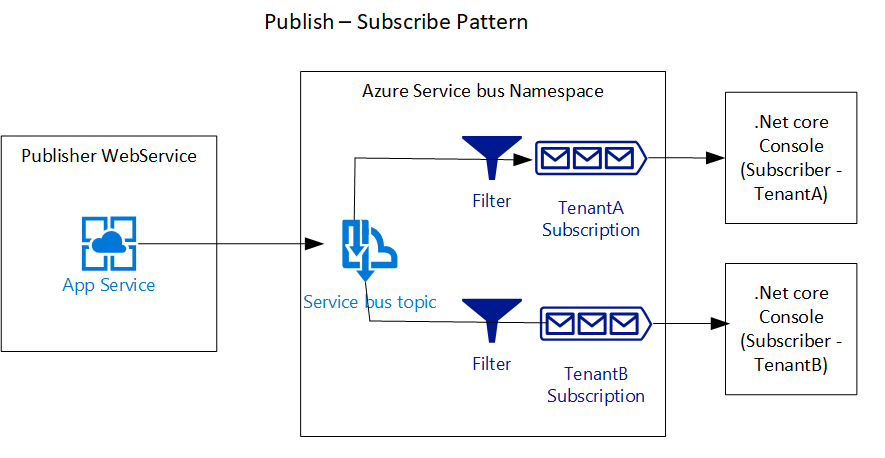 Publish – Subscribe Pattern
Azure Service bus Namespace
Publisher WebService
App Service
Service bus topic
Filter
TenantA
Subscription
.Net core
Console
(Subscriber -
TenantA)
Filter
TenantB
Subscription
.Net core
Console
(Subscriber -
TenantB)